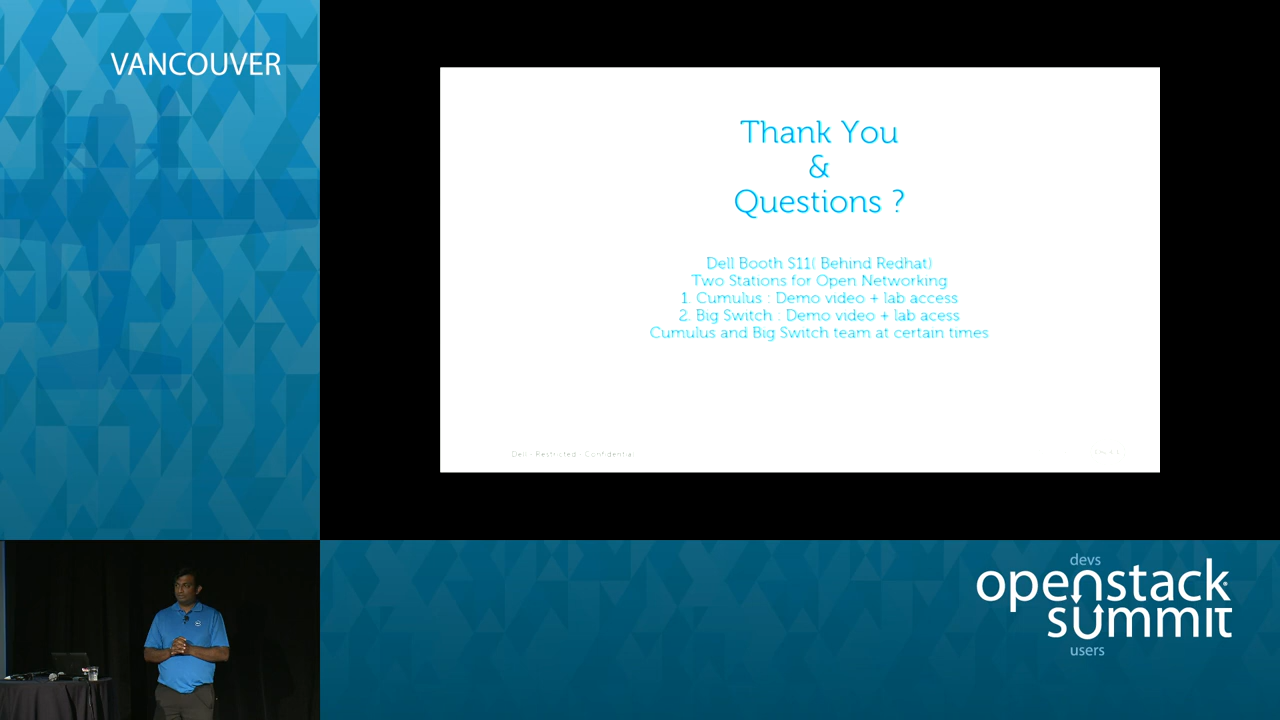 VANCOUVER
Thank You
&
Questions ?
Dell Booth S11( Behind Redhat)
Two Stations for Open Networking
1. Cumulus : Demo video + lab access
2. Big Switch : Demo video + lab acess
Cumulus and Big Switch team at certain times
Dell - Restricted - Confidential
devs
openstack
summit
users